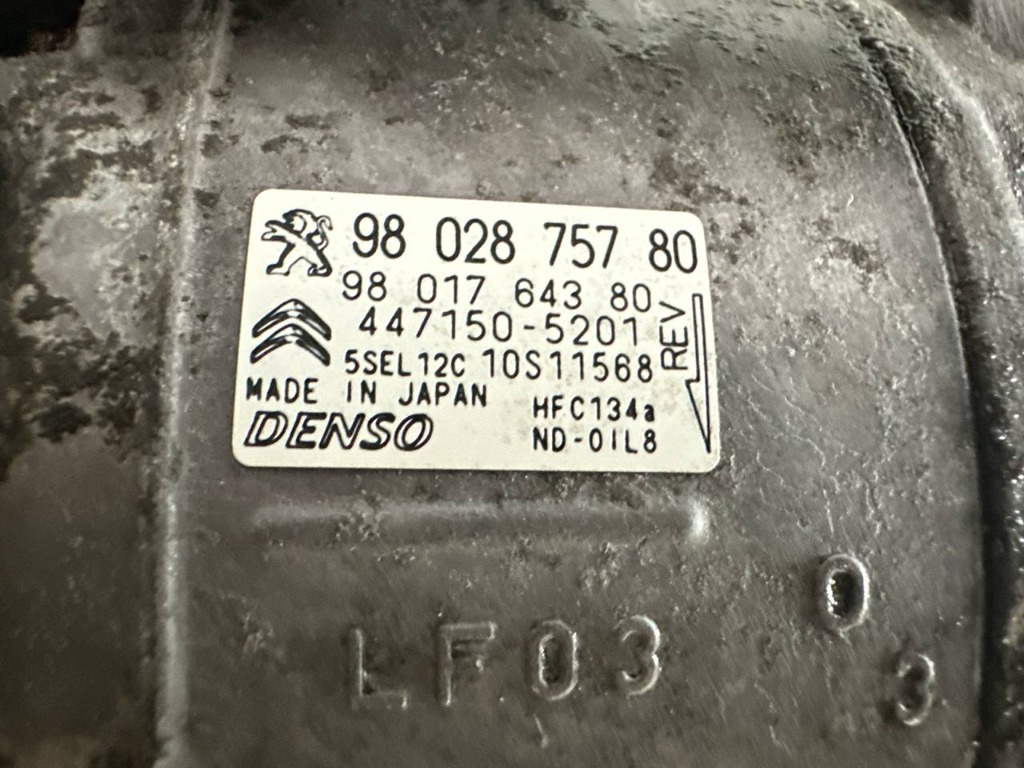 98 028 757 80
98 017 643 80
447150-5201
5SEL12C 10S11568
REV
MADE IN JAPAN
HFC134a
DENSO
ND-OIL8
LF03
0
3